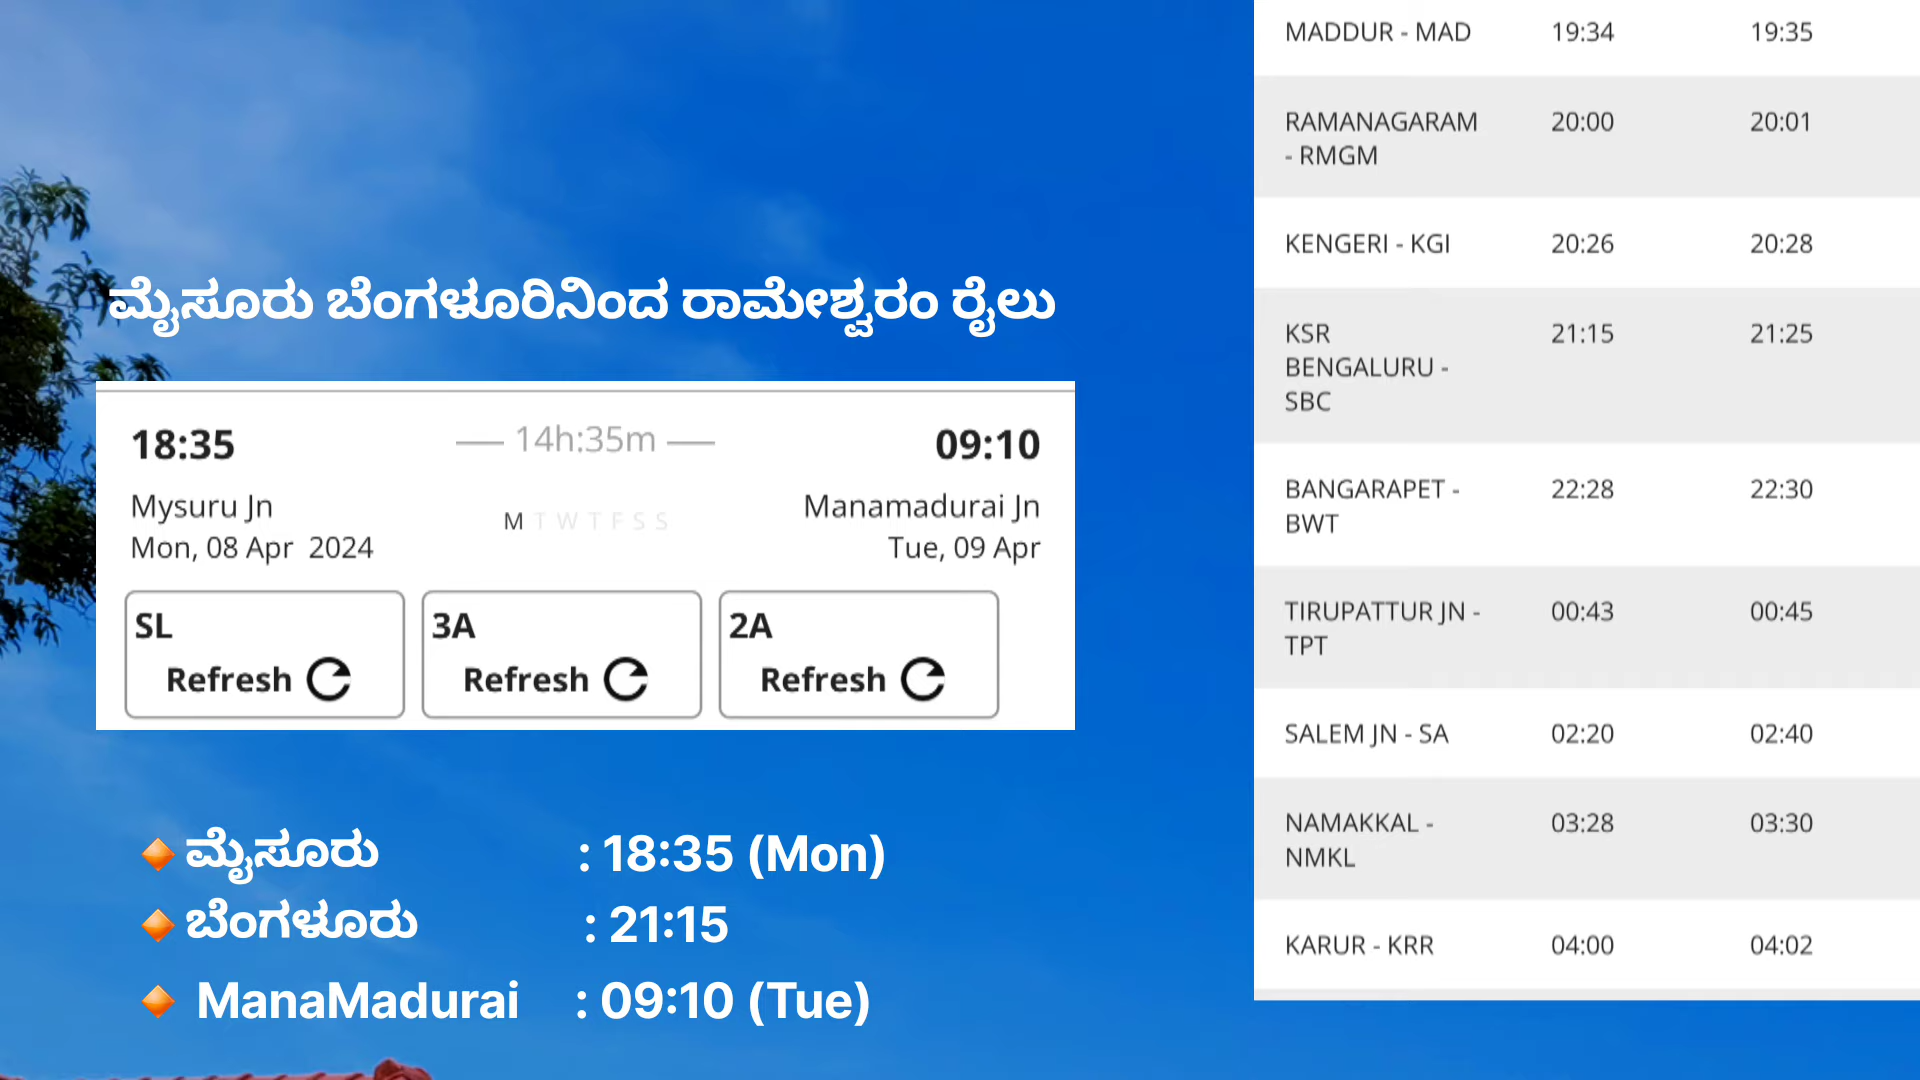 ಮೈಸೂರು ಬೆಂಗಳೂರಿನಿಂದ ರಾಮೇಶ್ವರಂ ರೈಲು
18:35 — 14h:35m — 09:10
Mysuru Jn M T W T F S S Manamadurai Jn
Mon, 08 Apr 2024 Tue, 09 Apr
SL 3A 2A
Refresh Refresh Refresh
🔸ಮೈಸೂರು : 18:35 (Mon)
🔸ಬೆಂಗಳೂರು : 21:15
🔸 ManaMadurai : 09:10 (Tue)
MADDUR - MAD 19:34 19:35
RAMANAGARAM 20:00 20:01
- RMGM
KENGERI - KGI 20:26 20:28
KSR 21:15 21:25
BENGALURU -
SBC
BANGARAPET - 22:28 22:30
BWT
TIRUPATTUR JN - 00:43 00:45
TPT
SALEM JN - SA 02:20 02:40
NAMAKKAL - 03:28 03:30
NMKL
KARUR - KRR 04:00 04:02